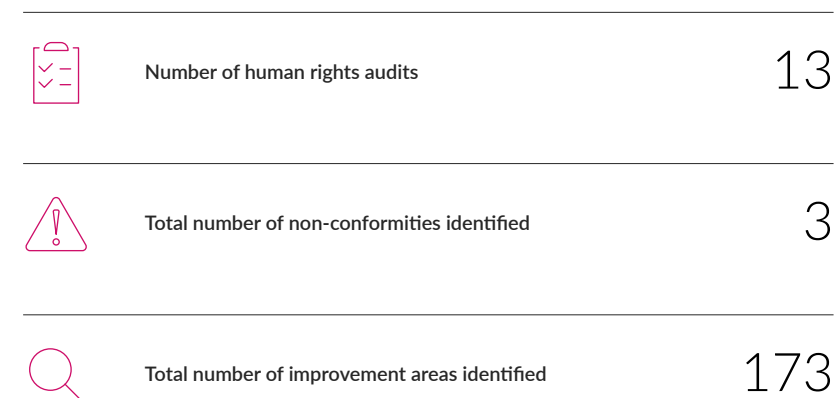 Number of human rights audits 13
Total number of non-conformities identified 3
Total number of improvement areas identified 173